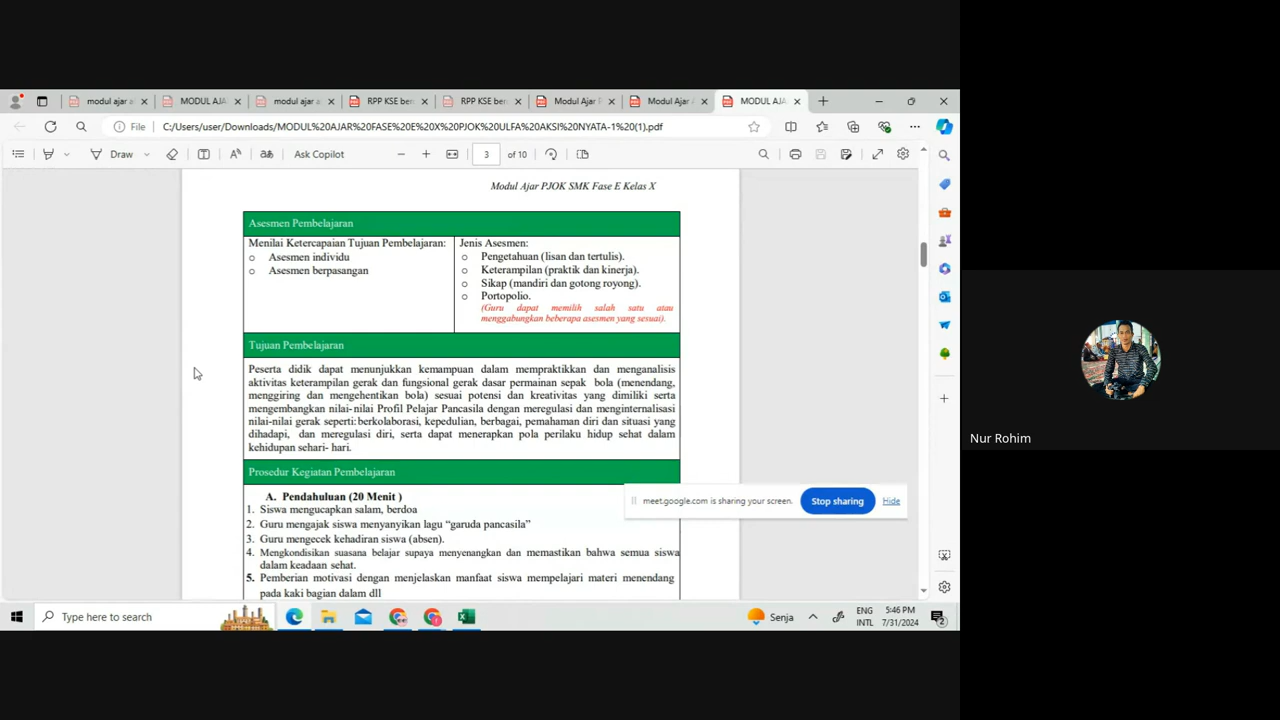 modul ajar a
MODUL AJA
modul ajar a
RPP KSE ber
RPP KSE ber
Modul Ajar F
Modul Ajar A
MODUL AJA
File
C:/Users/user/Downloads/MODUL%20AJAR%20FASE%20E%20X%20PJOK%20ULFA%20AKSI%20NYATA-1%20(1).pdf
Draw
Ask Copilot
3
of 10
Modul Ajar PJOK SMK Fase E Kelas X
Asesmen Pembelajaran
Menilai Ketercapaian Tujuan Pembelajaran:
o Asesmen individu
o Asesmen berpasangan
Jenis Asesmen:
o Pengetahuan (lisan dan tertulis).
o Keterampilan (praktik dan kinerja).
o Sikap (mandiri dan gotong royong).
o Portopolio.
(Guru dapat memilih salah satu atau
menggabungkan beberapa asesmen yang sesuai).
Tujuan Pembelajaran
Peserta didik dapat menunjukkan kemampuan dalam mempraktikkan dan menganalisis
aktivitas keterampilan gerak dan fungsional gerak dasar permainan sepak bola (menendang,
menggiring dan mengehentikan bola) sesuai potensi dan kreativitas yang dimiliki serta
mengembangkan nilai-nilai Profil Pelajar Pancasila dengan meregulasi dan menginternalisasi
nilai-nilai gerak seperti: berkolaborasi, kepedulian, berbagai, pemahaman diri dan situasi yang
dihadapi, dan meregulasi diri, serta dapat menerapkan pola perilaku hidup sehat dalam
kehidupan sehari- hari.
Prosedur Kegiatan Pembelajaran
A. Pendahuluan (20 Menit )
1. Siswa mengucapkan salam, berdoa
2. Guru mengajak siswa menyanyikan lagu “garuda pancasila”
3. Guru mengecek kehadiran siswa (absen).
4. Mengkondisikan suasana belajar supaya menyenangkan dan memastikan bahwa semua siswa
dalam keadaan sehat.
5. Pemberian motivasi dengan menjelaskan manfaat siswa mempelajari materi menendang
pada kaki bagian dalam dll
meet.google.com is sharing your screen.
Stop sharing
Hide
Nur Rohim
Type here to search
Senja
ENG
INTL
5:46 PM
7/31/2024
2